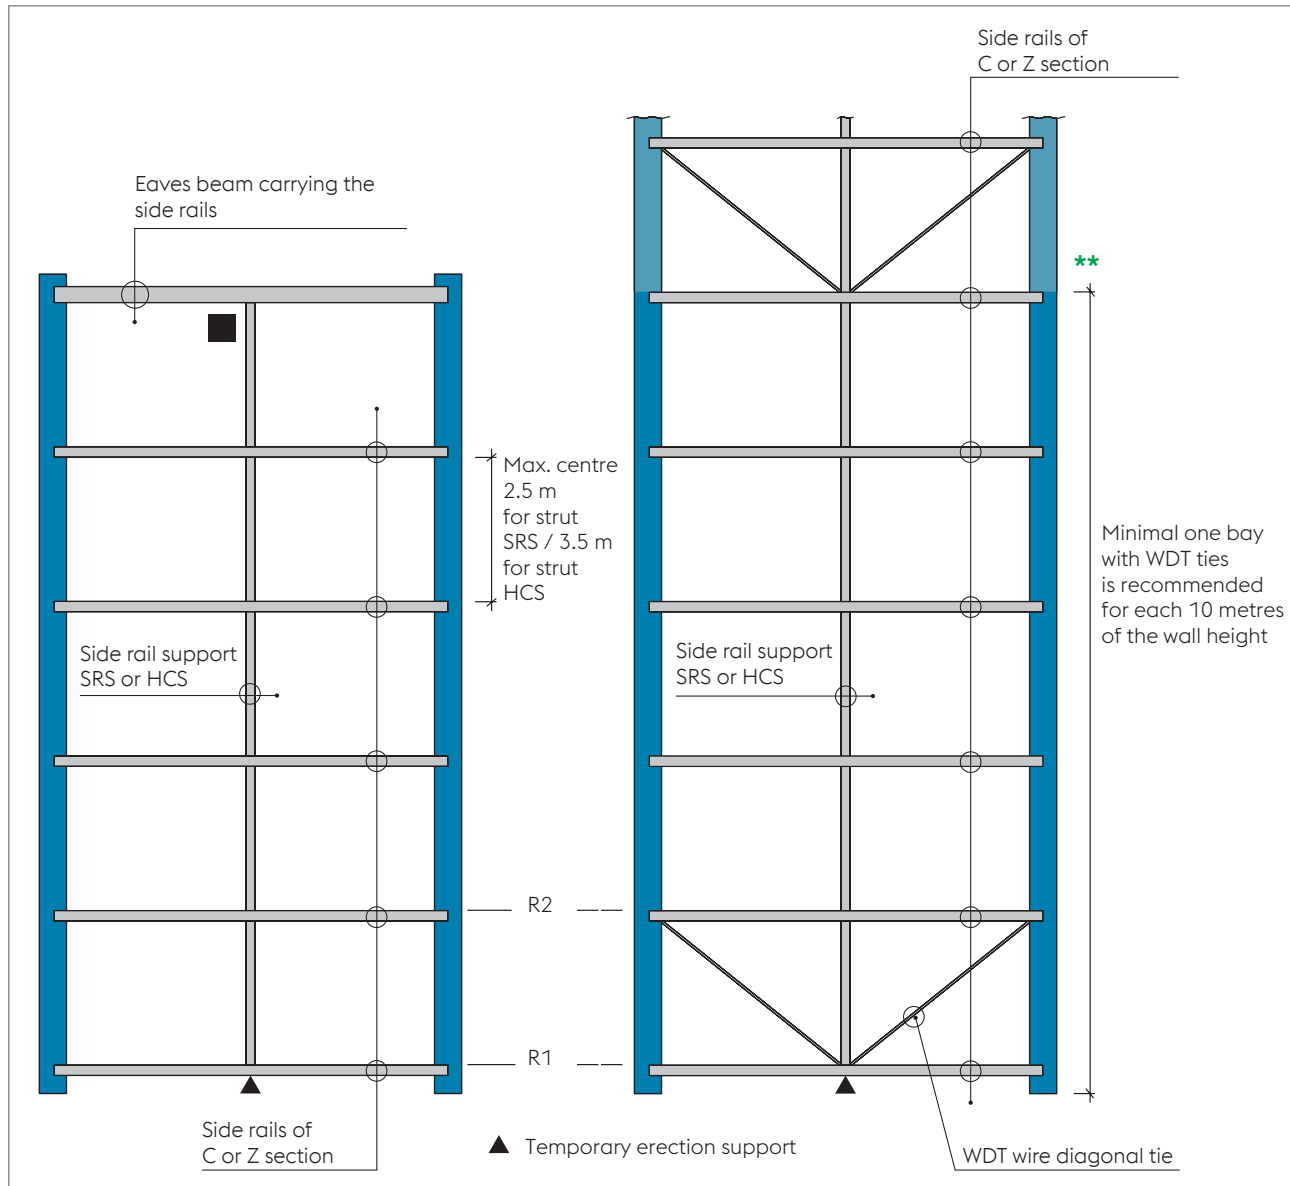 Side rails of
C or Z section
Eaves beam carrying the
side rails
**
Max. centre
2.5 m
for strut
SRS / 3.5 m
for strut
HCS
Minimal one bay
with WDT ties
is recommended
for each 10 metres
of the wall height
Side rail support
SRS or HCS
Side rail support
SRS or HCS
R2
R1
Side rails of
C or Z section
Temporary erection support
WDT wire diagonal tie